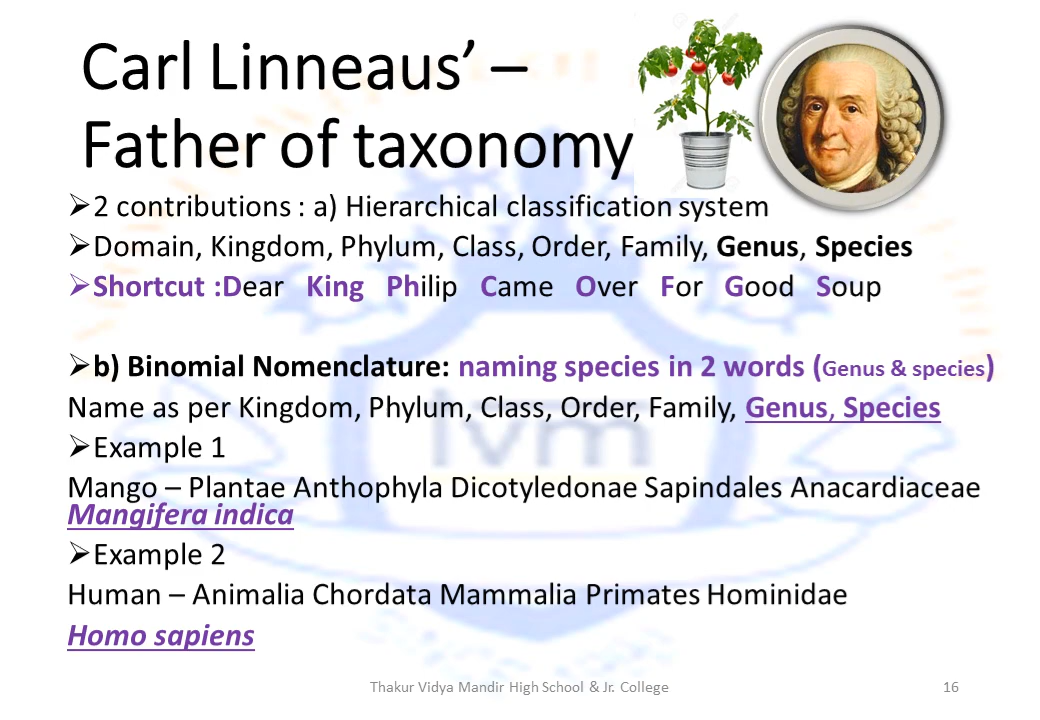 Carl Linneaus' –
Father of taxonomy
➢2 contributions : a) Hierarchical classification system
➢Domain, Kingdom, Phylum, Class, Order, Family, Genus, Species
➢Shortcut :Dear King Philip Came Over For Good Soup
➢b) Binomial Nomenclature: naming species in 2 words (Genus & species)
Name as per Kingdom, Phylum, Class, Order, Family, Genus, Species
➢Example 1
Mango – Plantae Anthophyla Dicotyledonae Sapindales Anacardiaceae
Mangifera indica
➢Example 2
Human – Animalia Chordata Mammalia Primates Hominidae
Homo sapiens
Thakur Vidya Mandir High School & Jr. College 16
tvm